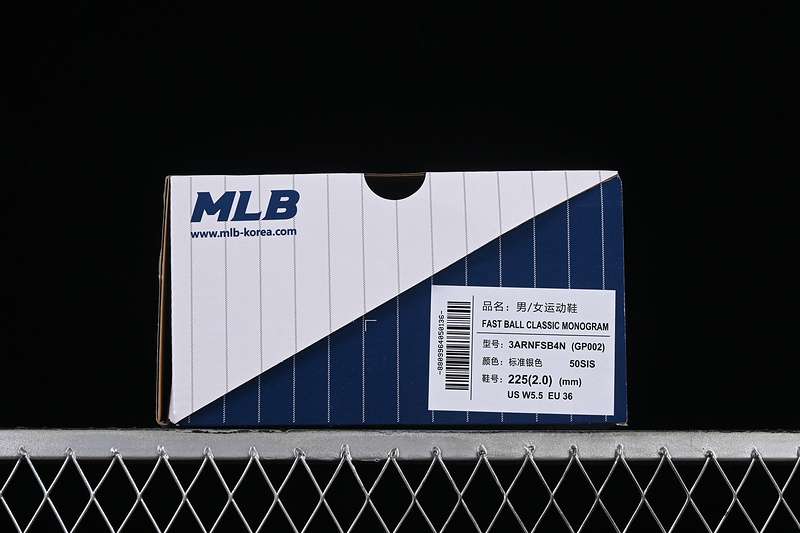 MLB
www.mlb-korea.com
品名：男/女运动鞋
FAST BALL CLASSIC MONOGRAM
型号：3ARNFSB4N (GP002)
颜色：标准银色 50SIS
鞋号：225(2.0) (mm)
US W5.5 EU 36